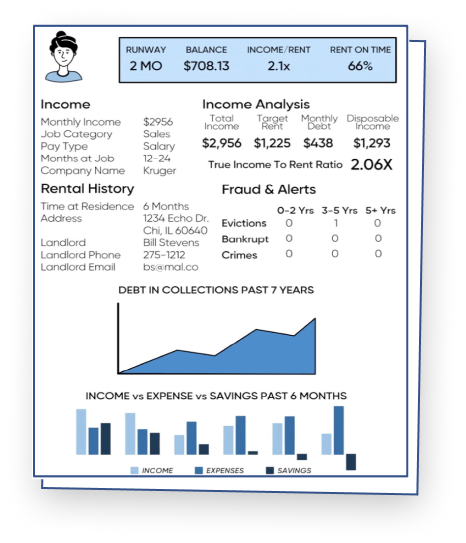 RUNWAY BALANCE INCOME/RENT RENT ON TIME
2 MO $708.13 2.1x 66%
Income
Monthly Income $2956
Job Category Sales
Pay Type Salary
Months at Job 12-24
Company Name Kruger
Income Analysis
Total Income Target Rent Monthly Debt Disposable Income
$2,956 $1,225 $438 $1,293
True Income To Rent Ratio 2.06X
Rental History
Time at Residence 6 Months
Address 1234 Echo Dr.
Chi, IL 60640
Landlord Bill Stevens
Landlord Phone 275-1212
Landlord Email bs@mal.co
Fraud & Alerts
0-2 Yrs 3-5 Yrs 5+ Yrs
Evictions 0 1 0
Bankrupt 0 0 0
Crimes 0 0 0
DEBT IN COLLECTIONS PAST 7 YEARS
INCOME vs EXPENSE vs SAVINGS PAST 6 MONTHS
INCOME EXPENSES SAVINGS